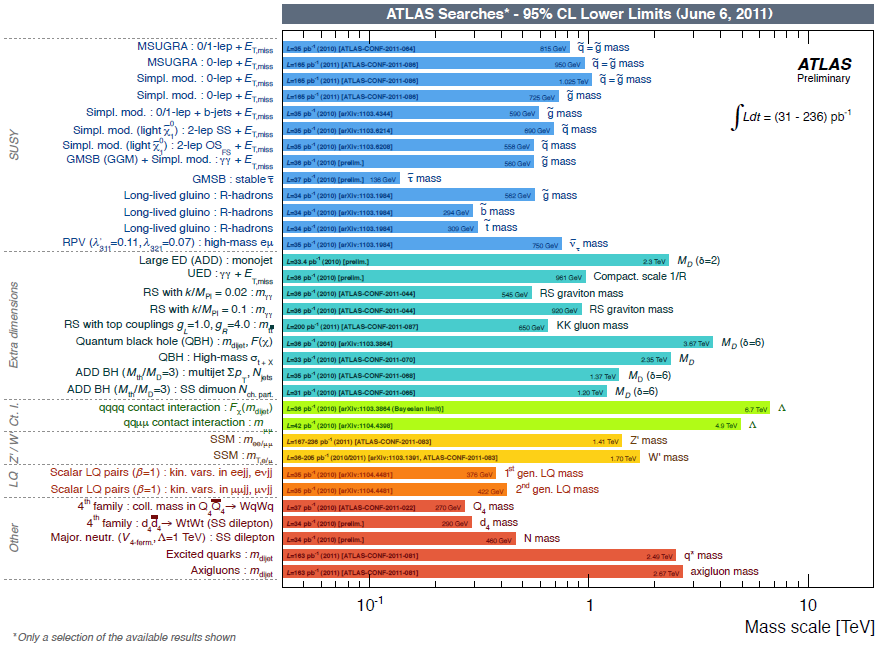 ATLAS Searches* - 95% CL Lower Limits (June 6, 2011)
SUSY
MSUGRA : 0/1-lep + E_T,miss L=35 pb⁻¹ (2010) [ATLAS-CONF-2011-064] 815 GeV q̃ = g̃ mass
MSUGRA : 0-lep + E_T,miss L=165 pb⁻¹ (2011) [ATLAS-CONF-2011-086] 950 GeV q̃ = g̃ mass
Simpl. mod. : 0-lep + E_T,miss L=165 pb⁻¹ (2011) [ATLAS-CONF-2011-086] 1.025 TeV q̃ = g̃ mass
Simpl. mod. : 0-lep + E_T,miss L=165 pb⁻¹ (2011) [ATLAS-CONF-2011-086] 725 GeV g̃ mass
Simpl. mod. : 0/1-lep + b-jets + E_T,miss L=35 pb⁻¹ (2010) [arXiv:1103.4344] 590 GeV g̃ mass
Simpl. mod. (light χ̃₁⁰) : 2-lep SS + E_T,miss L=35 pb⁻¹ (2010) [arXiv:1103.6214] 690 GeV q̃ mass
Simpl. mod. (light χ̃₁⁰) : 2-lep OS_FS + E_T,miss L=35 pb⁻¹ (2010) [arXiv:1103.6208] 558 GeV q̃ mass
GMSB (GGM) + Simpl. mod. : γγ + E_T,miss L=36 pb⁻¹ (2010) [prelim.] 560 GeV g̃ mass
GMSB : stable τ̃ L=37 pb⁻¹ (2010) [prelim.] 136 GeV τ̃ mass
Long-lived gluino : R-hadrons L=34 pb⁻¹ (2010) [arXiv:1103.1984] 562 GeV g̃ mass
Long-lived gluino : R-hadrons L=34 pb⁻¹ (2010) [arXiv:1103.1984] 294 GeV b̃ mass
Long-lived gluino : R-hadrons L=34 pb⁻¹ (2010) [arXiv:1103.1984] 309 GeV t̃ mass
RPV (λ'₃₁₁=0.11, λ₃₂₁=0.07) : high-mass eμ L=35 pb⁻¹ (2010) [arXiv:1103.1984] 750 GeV ν̃_τ mass
Extra dimensions
Large ED (ADD) : monojet L=33.4 pb⁻¹ (2010) [prelim.] 2.3 TeV M_D (δ=2)
UED : γγ + E_T,miss L=36 pb⁻¹ (2010) [prelim.] 961 GeV Compact. scale 1/R
RS with k/M_Pl = 0.02 : m_γγ L=36 pb⁻¹ (2010) [ATLAS-CONF-2011-044] 545 GeV RS graviton mass
RS with k/M_Pl = 0.1 : m_γγ L=36 pb⁻¹ (2010) [ATLAS-CONF-2011-044] 920 GeV RS graviton mass
RS with top couplings g_L=1.0, g_R=4.0 : m L=200 pb⁻¹ (2011) [ATLAS-CONF-2011-087] 650 GeV KK gluon mass
Quantum black hole (QBH) : m_dijet, F(χ) L=36 pb⁻¹ (2010) [arXiv:1103.3864] 3.67 TeV M_D (δ=6)
QBH : High-mass σ_t + X L=33 pb⁻¹ (2010) [ATLAS-CONF-2011-070] 2.35 TeV M_D
ADD BH (M_th/M_D=3) : multijet Σp_T, N_jets L=35 pb⁻¹ (2010) [ATLAS-CONF-2011-068] 1.37 TeV M_D (δ=6)
ADD BH (M_th/M_D=3) : SS dimuon N_ch. part. L=31 pb⁻¹ (2010) [ATLAS-CONF-2011-065] 1.20 TeV M_D (δ=6)
Ct. I.
qqqq contact interaction : F_χ(m_dijet) L=36 pb⁻¹ (2010) [arXiv:1103.3864 (Bayesian limit)] 6.7 TeV Λ
qqμμ contact interaction : m_μμ L=42 pb⁻¹ (2010) [arXiv:1104.4398] 4.9 TeV Λ
Z'/ W'
SSM : m_ee/μμ L=167-236 pb⁻¹ (2011) [ATLAS-CONF-2011-083] 1.41 TeV Z' mass
SSM : m_T,e/μ L=36-205 pb⁻¹ (2010/2011) [arXiv:1103.1391, ATLAS-CONF-2011-083] 1.70 TeV W' mass
LQ
Scalar LQ pairs (β=1) : kin. vars. in eejj, eνjj L=35 pb⁻¹ (2010) [arXiv:1104.4481] 376 GeV 1ˢᵗ gen. LQ mass
Scalar LQ pairs (β=1) : kin. vars. in μμjj, μνjj L=35 pb⁻¹ (2010) [arXiv:1104.4481] 422 GeV 2ⁿᵈ gen. LQ mass
Other
4ᵗʰ family : coll. mass in Q₄Q̄₄→ WqWq L=37 pb⁻¹ (2010) [ATLAS-CONF-2011-022] 270 GeV Q₄ mass
4ᵗʰ family : d₄d̄₄→ WtWt (SS dilepton) L=34 pb⁻¹ (2010) [prelim.] 290 GeV d₄ mass
Major. neutr. (V_4-ferm., Λ=1 TeV) : SS dilepton L=34 pb⁻¹ (2010) [prelim.] 460 GeV N mass
Excited quarks : m_dijet L=163 pb⁻¹ (2011) [ATLAS-CONF-2011-081] 2.49 TeV q* mass
Axigluons : m_dijet L=163 pb⁻¹ (2011) [ATLAS-CONF-2011-081] 2.67 TeV axigluon mass
ATLAS
Preliminary
∫Ldt = (31 - 236) pb⁻¹
10⁻¹ 1 10
Mass scale [TeV]
*Only a selection of the available results shown